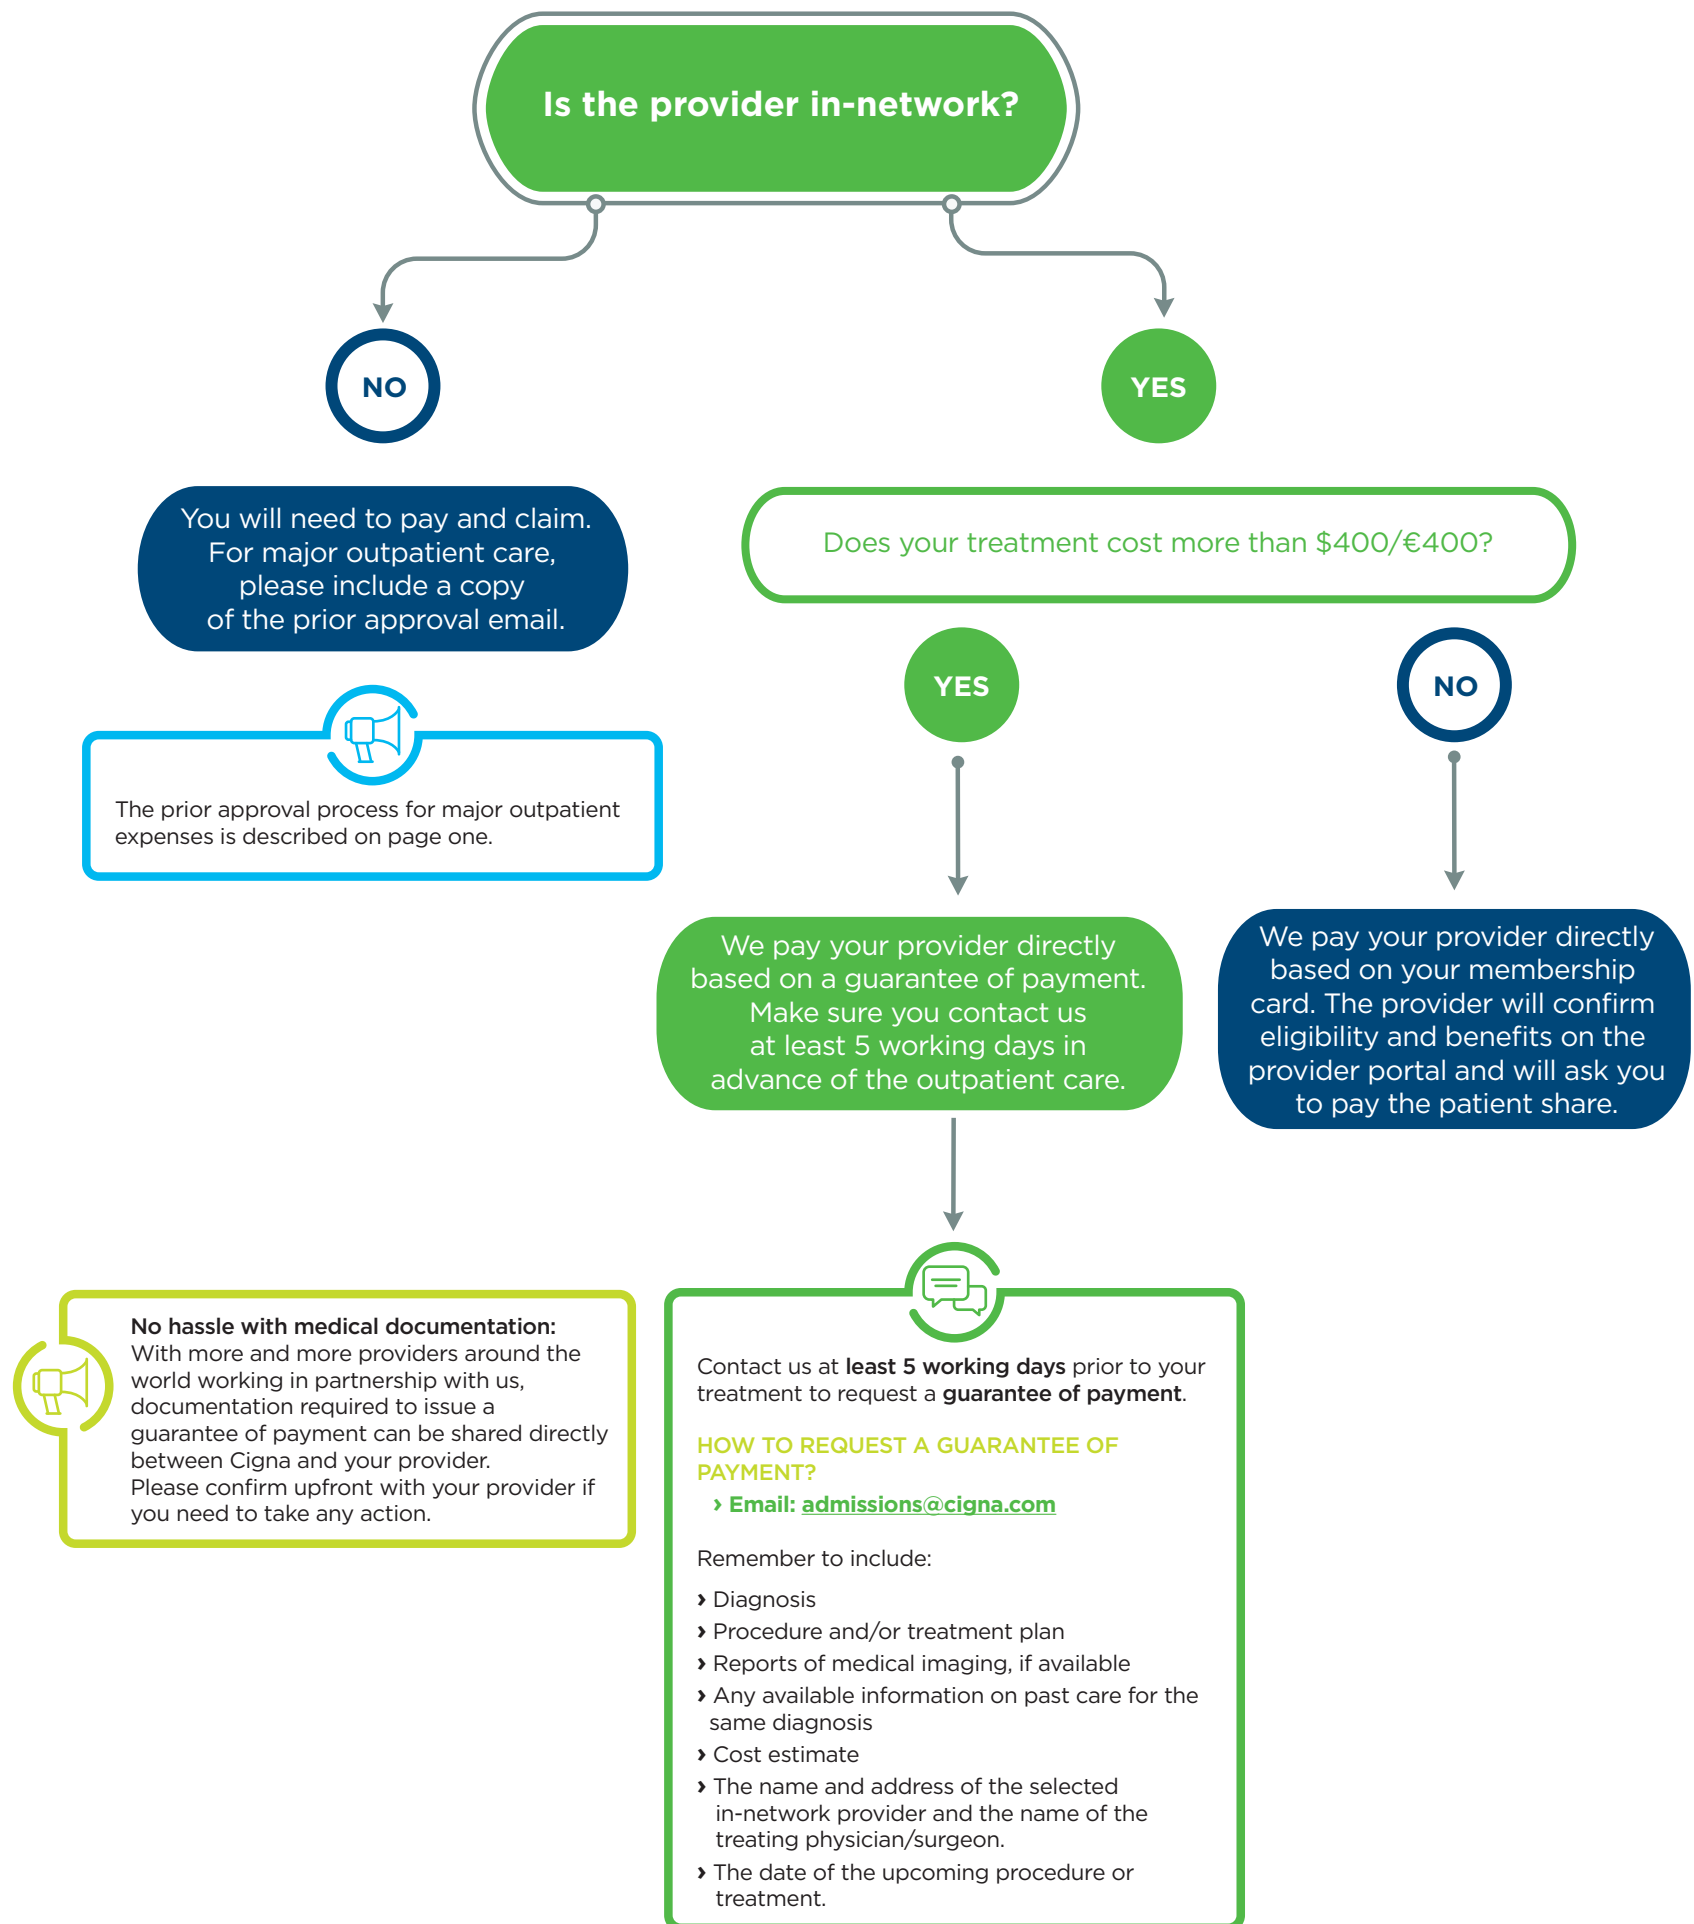 Is the provider in-network?
NO
YES
You will need to pay and claim.
For major outpatient care,
please include a copy
of the prior approval email.
Does your treatment cost more than $400/€400?
YES
NO
The prior approval process for major outpatient
expenses is described on page one.
We pay your provider directly
based on a guarantee of payment.
Make sure you contact us
at least 5 working days in
advance of the outpatient care.
We pay your provider directly
based on your membership
card. The provider will confirm
eligibility and benefits on the
provider portal and will ask you
to pay the patient share.
No hassle with medical documentation:
With more and more providers around the
world working in partnership with us,
documentation required to issue a
guarantee of payment can be shared directly
between Cigna and your provider.
Please confirm upfront with your provider if
you need to take any action.
Contact us at least 5 working days prior to your
treatment to request a guarantee of payment.
HOW TO REQUEST A GUARANTEE OF
PAYMENT?
› Email: admissions@cigna.com
Remember to include:
› Diagnosis
› Procedure and/or treatment plan
› Reports of medical imaging, if available
› Any available information on past care for the
same diagnosis
› Cost estimate
› The name and address of the selected
in-network provider and the name of the
treating physician/surgeon.
› The date of the upcoming procedure or
treatment.